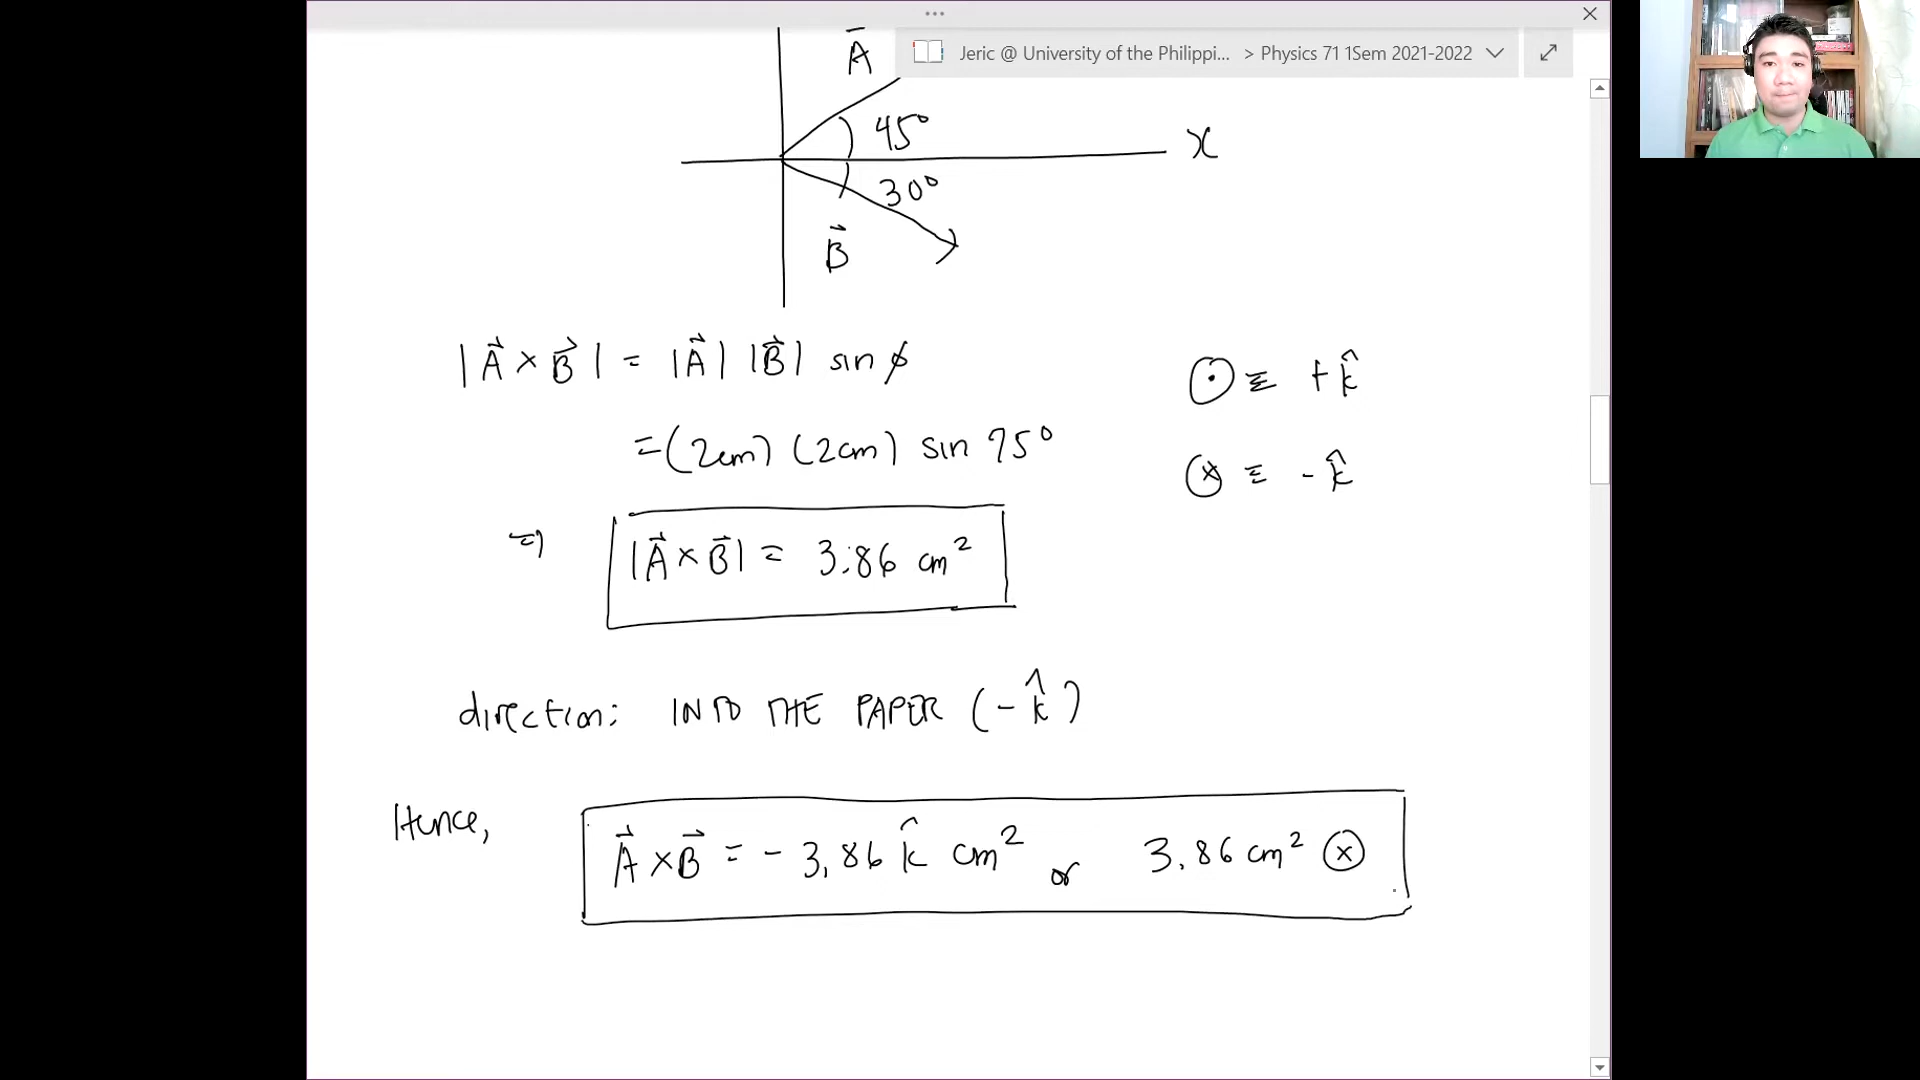 Jeric @ University of the Philippi... > Physics 71 1Sem 2021-2022
A
45°
x
30°
B⃗
|A⃗ × B⃗| = |A⃗| |B⃗| sin ϕ
⊙ ≡ +k̂
= (2cm) (2cm) sin 75°
⊗ ≡ -k̂
⇒ |A⃗ × B⃗| = 3.86 cm²
direction: INTO THE PAPER (-k̂)
Hence,
A⃗ × B⃗ = - 3.86 k̂ cm² or 3.86 cm² ⊗